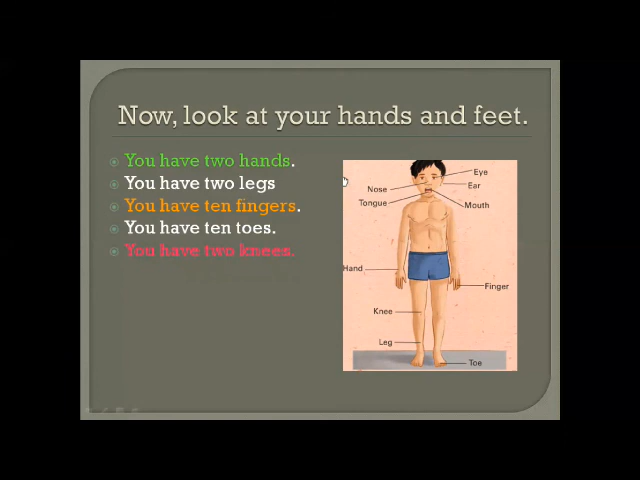 Now, look at your hands and feet.
You have two hands.
You have two legs
You have ten fingers.
You have ten toes.
You have two knees.
Eye
Ear
Nose
Tongue
Mouth
Hand
Finger
Knee
Leg
Toe